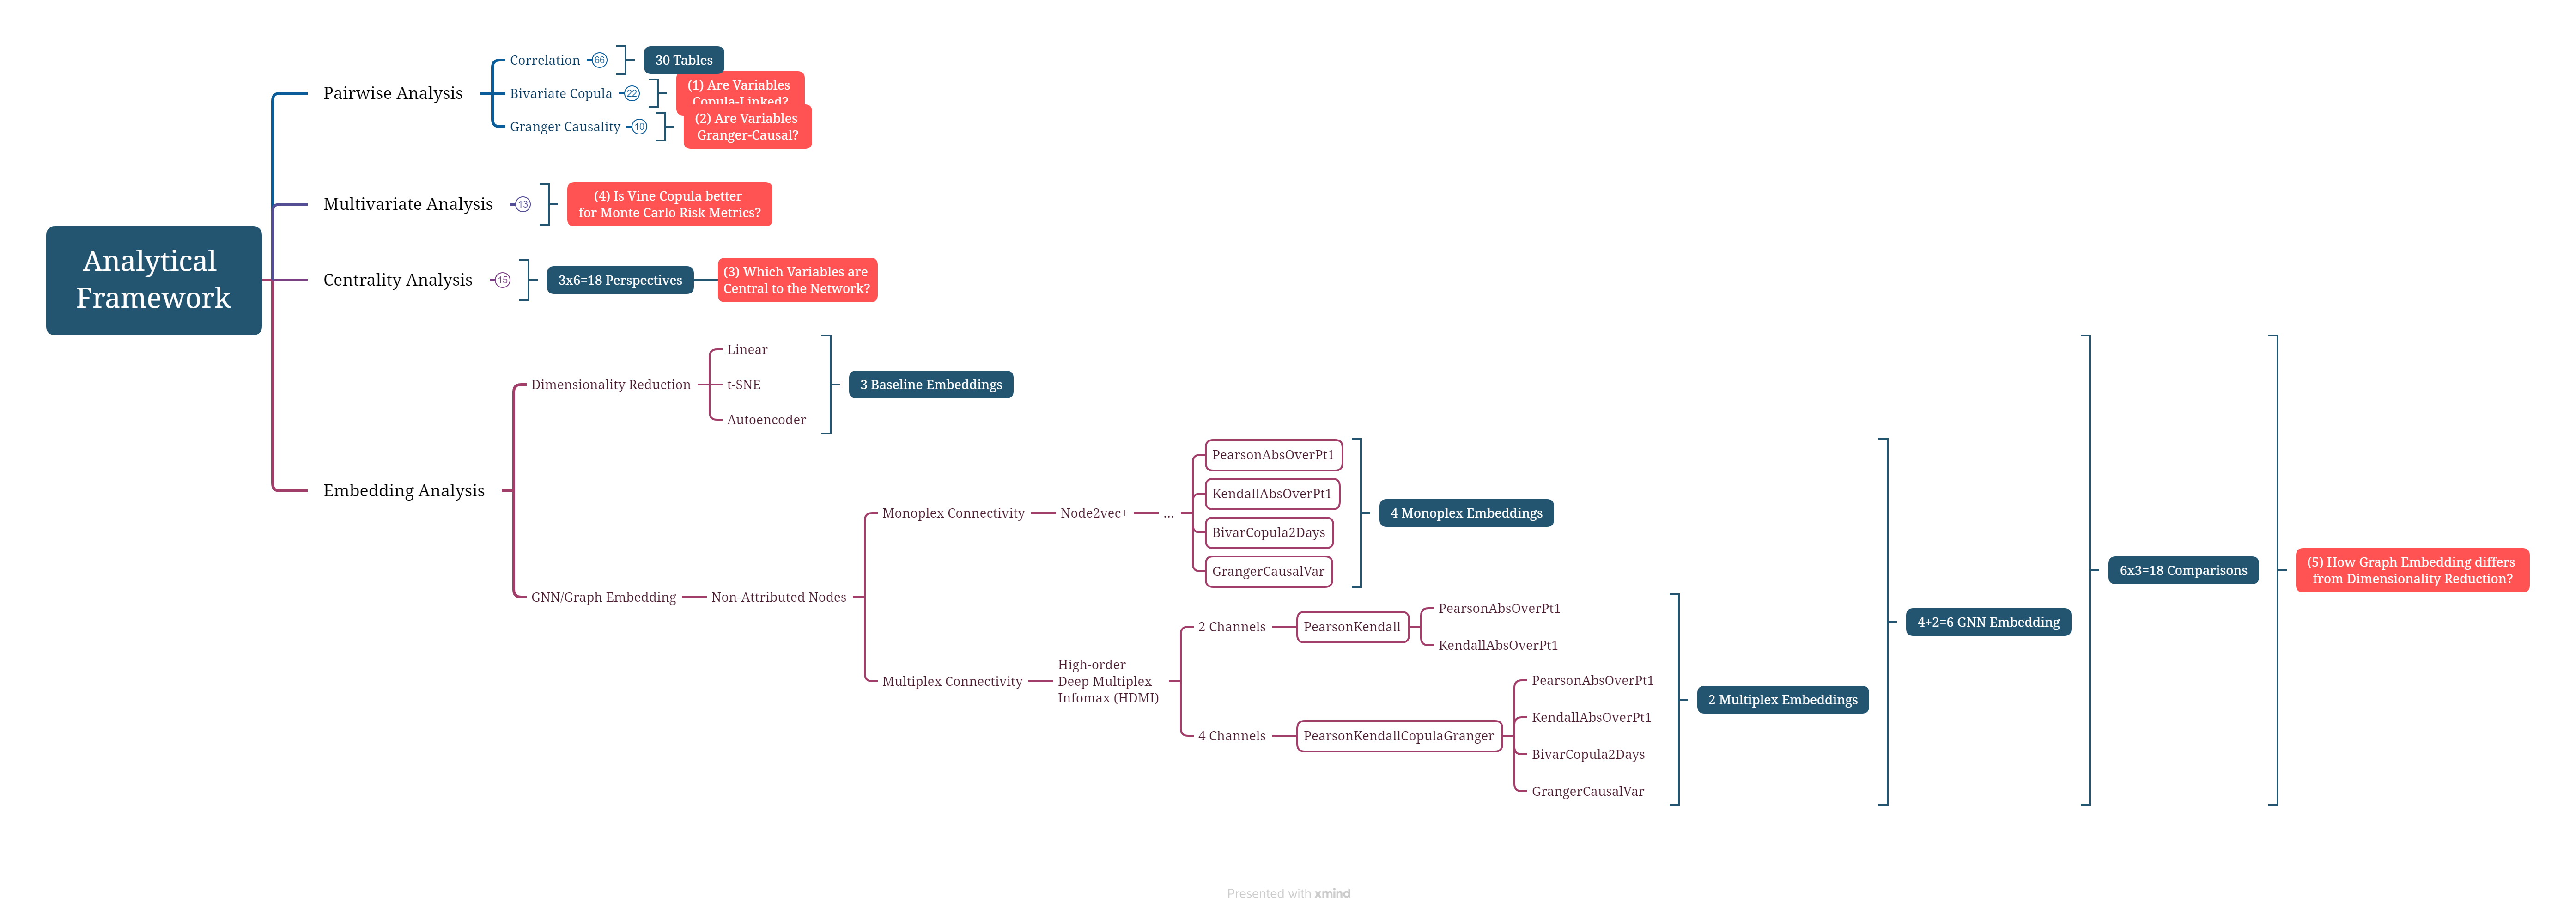 Analytical
Framework
Pairwise Analysis
Correlation
66
30 Tables
Bivariate Copula
22
(1) Are Variables
Copula-Linked?
Granger Causality
10
(2) Are Variables
Granger-Causal?
Multivariate Analysis
13
(4) Is Vine Copula better
for Monte Carlo Risk Metrics?
Centrality Analysis
15
3x6=18 Perspectives
(3) Which Variables are
Central to the Network?
Embedding Analysis
Dimensionality Reduction
Linear
t-SNE
Autoencoder
3 Baseline Embeddings
GNN/Graph Embedding
Non-Attributed Nodes
Monoplex Connectivity
Node2vec+
...
PearsonAbsOverPt1
KendallAbsOverPt1
BivarCopula2Days
GrangerCausalVar
4 Monoplex Embeddings
Multiplex Connectivity
High-order
Deep Multiplex
Infomax (HDMI)
2 Channels
PearsonKendall
PearsonAbsOverPt1
KendallAbsOverPt1
4 Channels
PearsonKendallCopulaGranger
PearsonAbsOverPt1
KendallAbsOverPt1
BivarCopula2Days
GrangerCausalVar
2 Multiplex Embeddings
4+2=6 GNN Embedding
6x3=18 Comparisons
(5) How Graph Embedding differs
from Dimensionality Reduction?
Presented with xmind